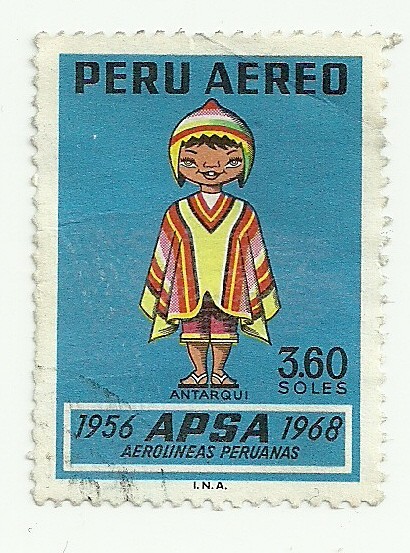 PERU AEREO
3.60
SOLES
ANTARQUI
1956 APSA 1968
AEROLINEAS PERUANAS
I.N.A.